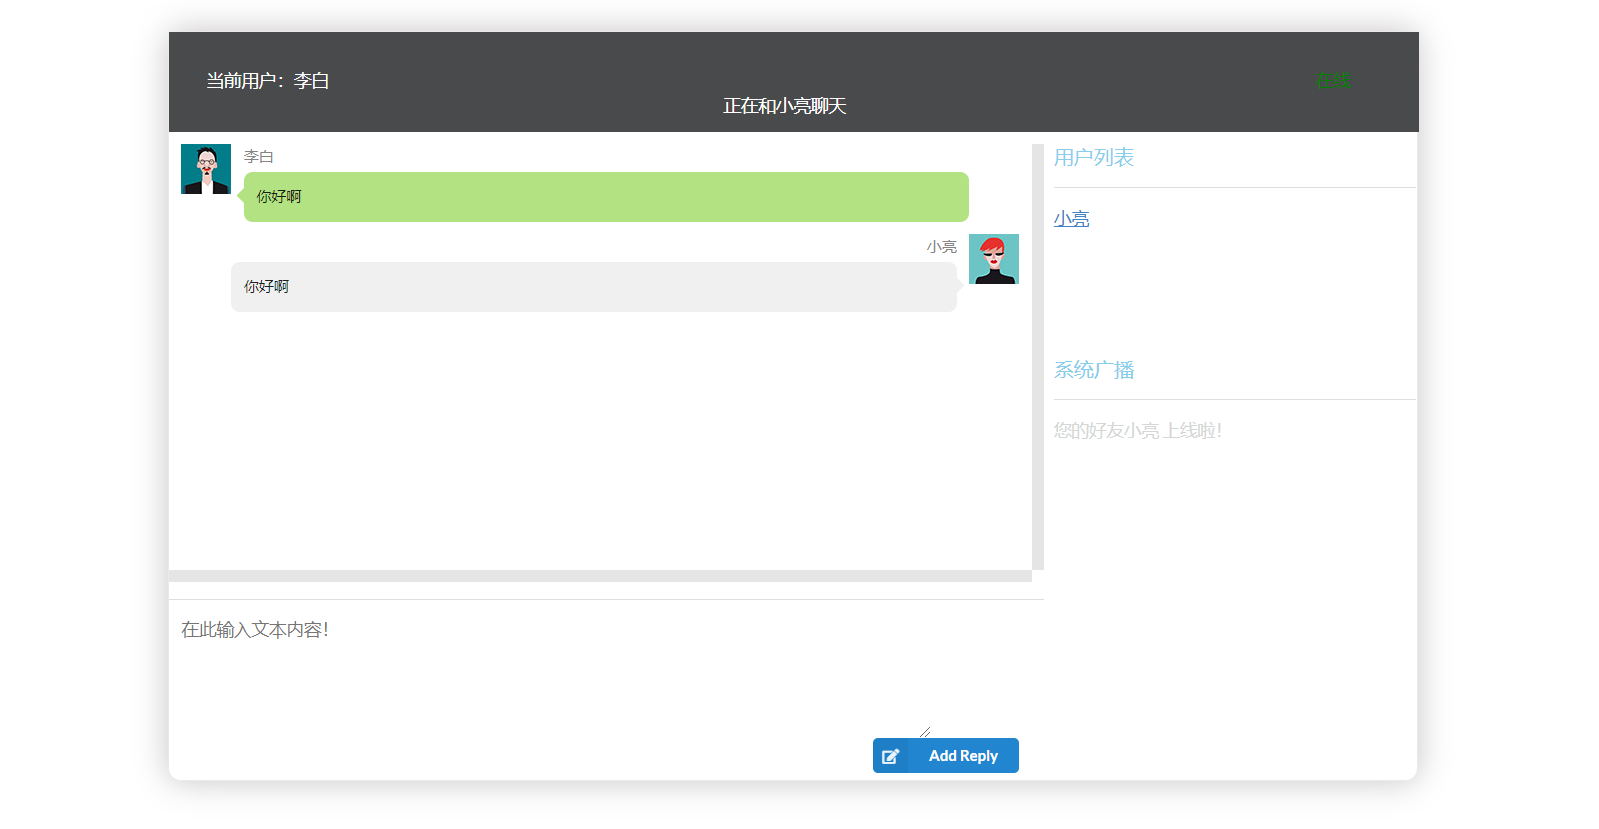 当前用户：李白
在线
正在和小亮聊天
李白
你好啊
小亮
你好啊
用户列表
小亮
系统广播
您的好友小亮 上线啦！
在此输入文本内容！
Add Reply